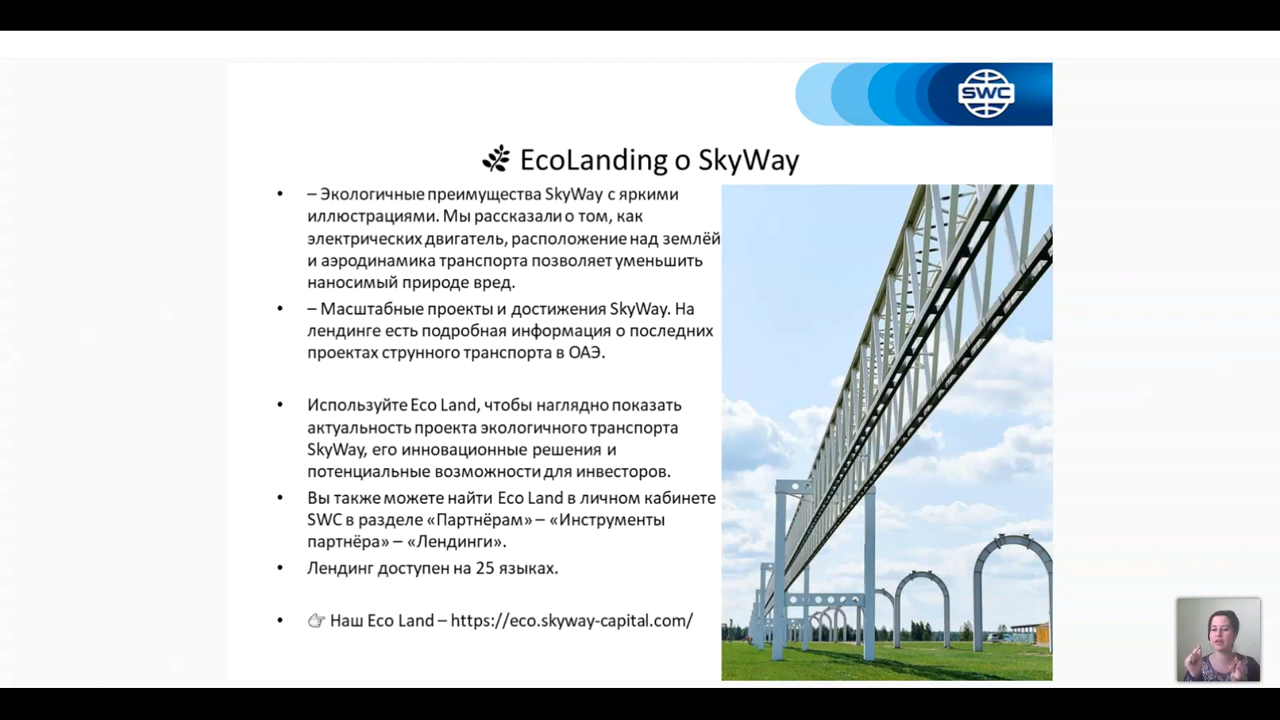 SWC
EcoLanding о SkyWay
• – Экологичные преимущества SkyWay с яркими
иллюстрациями. Мы рассказали о том, как
электрических двигатель, расположение над землёй
и аэродинамика транспорта позволяет уменьшить
наносимый природе вред.
• – Масштабные проекты и достижения SkyWay. На
лендинге есть подробная информация о последних
проектах струнного транспорта в ОАЭ.
• Используйте Eco Land, чтобы наглядно показать
актуальность проекта экологичного транспорта
SkyWay, его инновационные решения и
потенциальные возможности для инвесторов.
• Вы также можете найти Eco Land в личном кабинете
SWC в разделе «Партнёрам» – «Инструменты
партнёра» – «Лендинги».
• Лендинг доступен на 25 языках.
• 👉 Наш Eco Land – https://eco.skyway-capital.com/